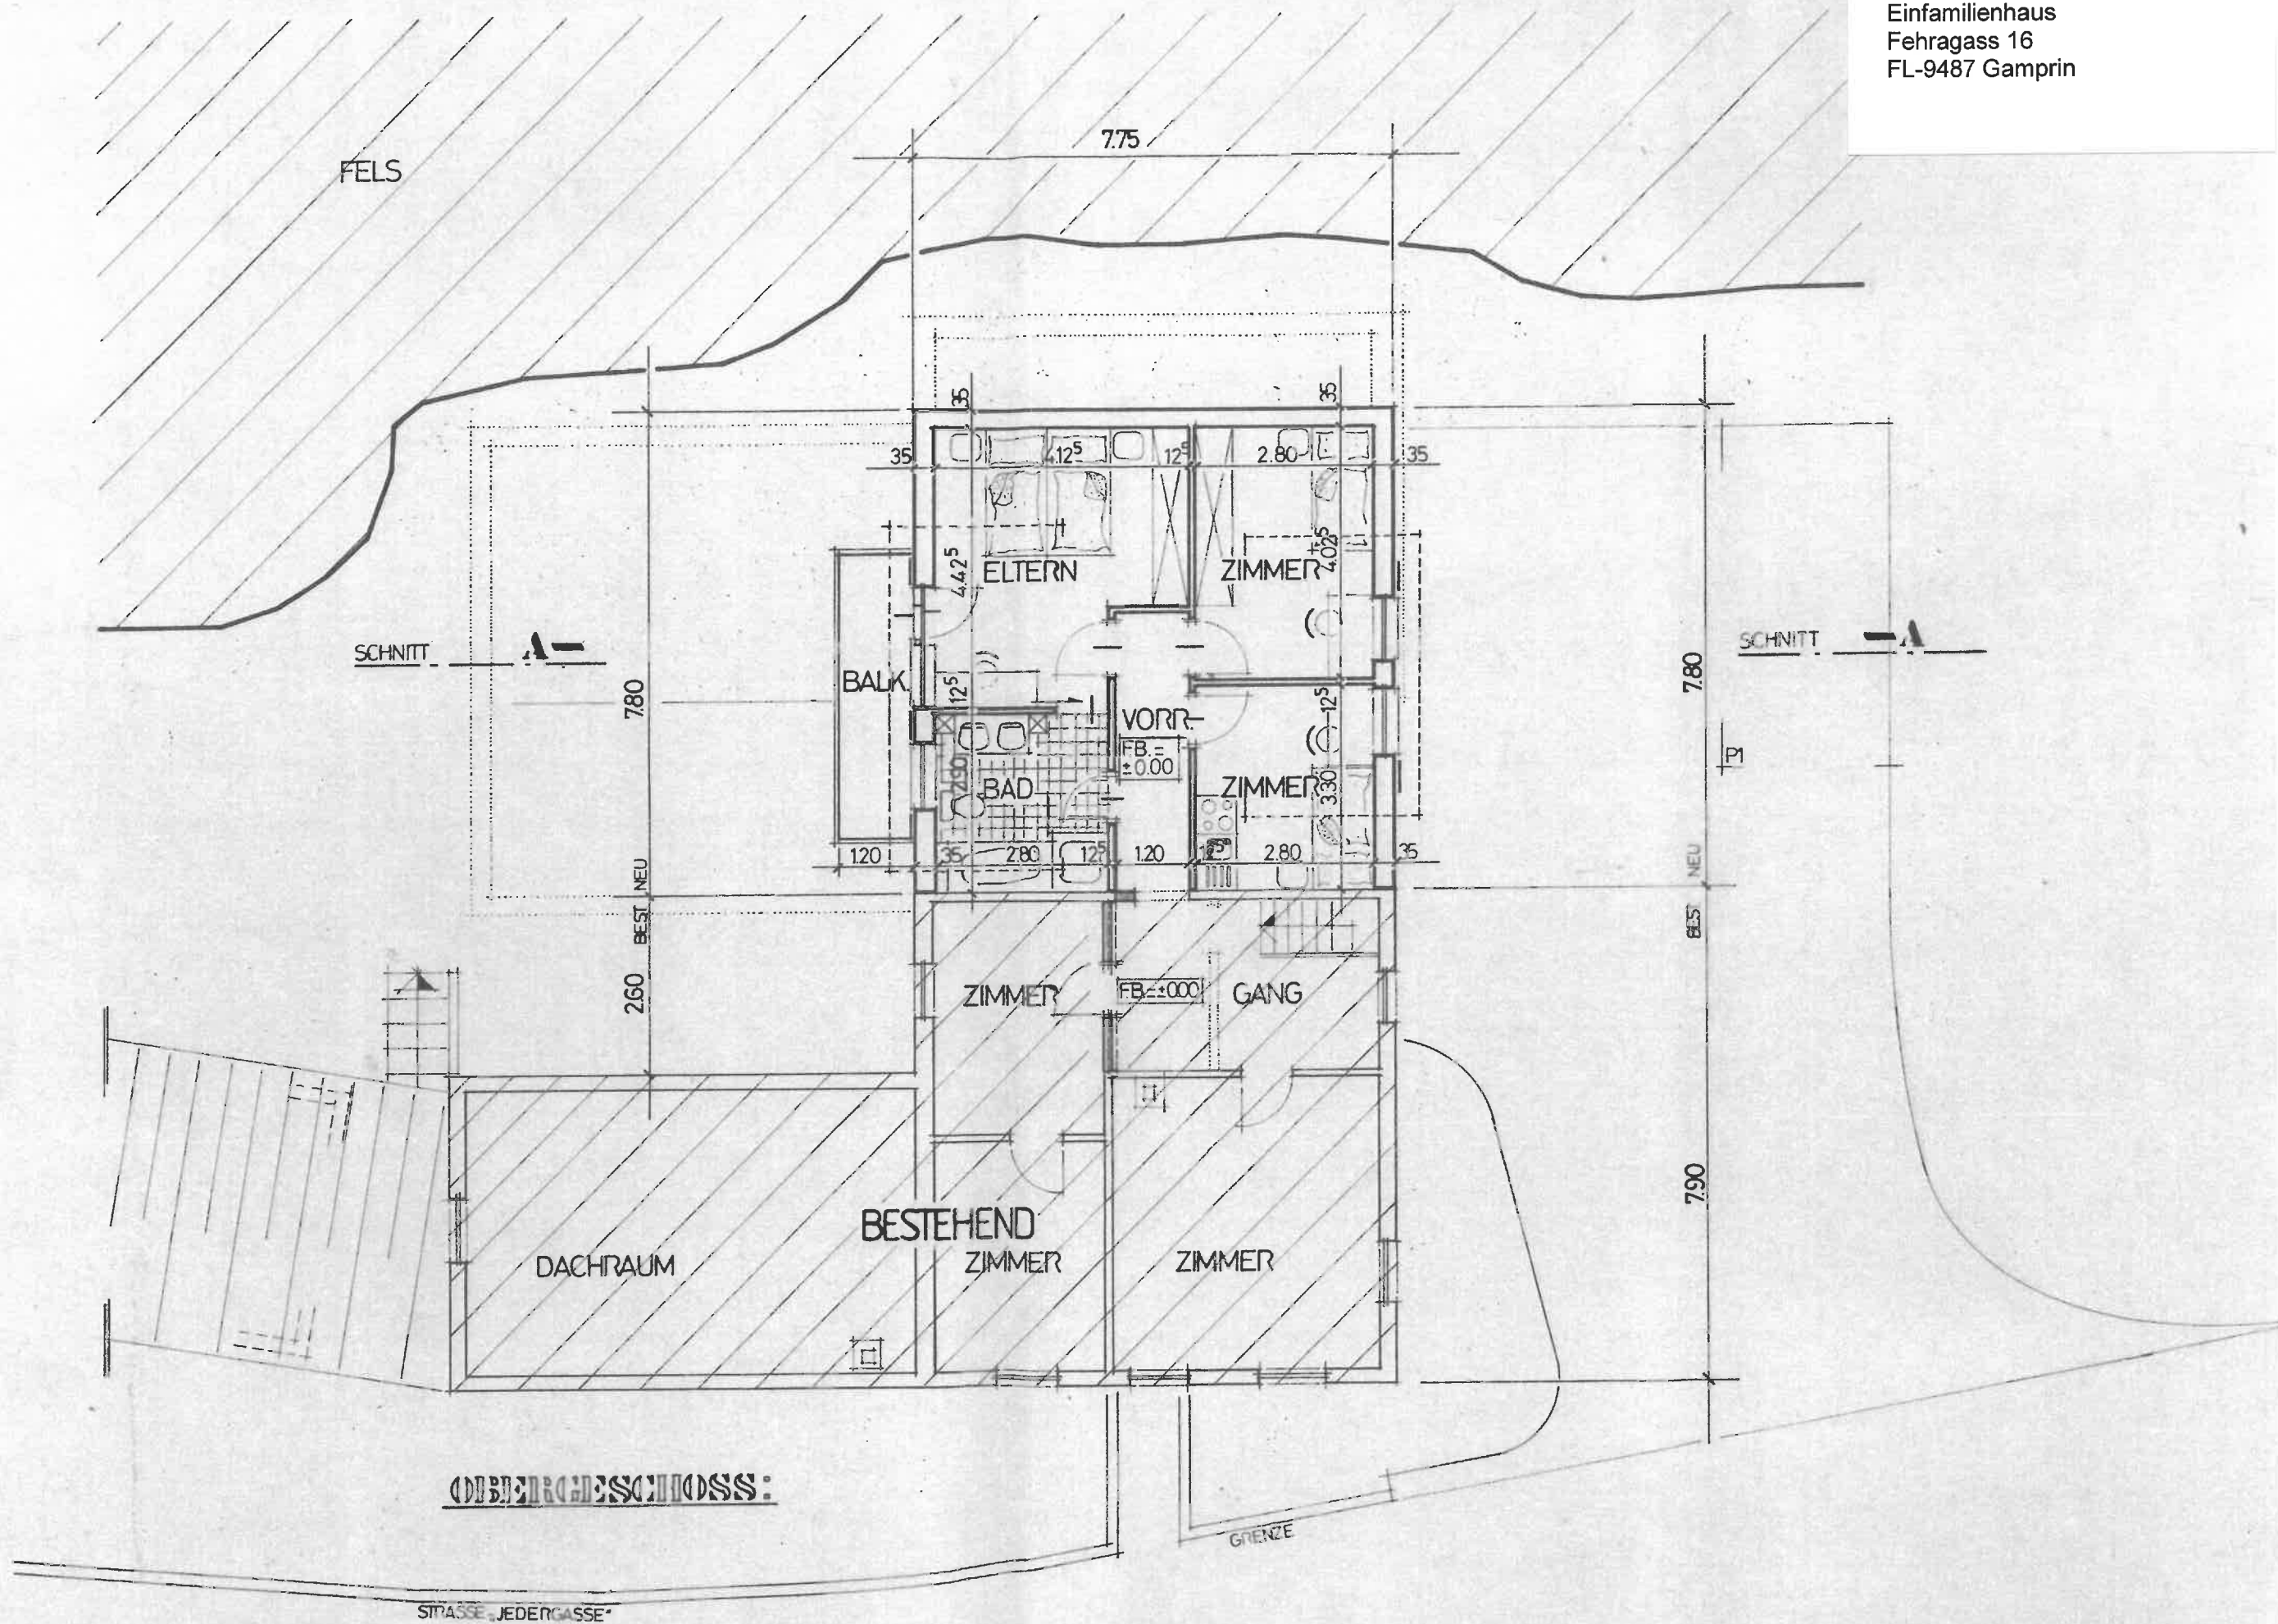 Einfamilienhaus
Fehragass 16
FL-9487 Gamprin
7.75
FELS
35
35
35
4.12⁵
12⁵
2.80
35
4.42⁵
ELTERN
ZIMMER
4.02⁵
SCHNITT
A
SCHNITT
A
BALK.
12⁵
7.80
7.80
VORR.
12⁵
FB.=
±0.00
P1
2.90
BAD
ZIMMER
3.30
1.20
35
2.80
12⁵
1.20
12⁵
2.80
35
NEU
BEST
NEU
BEST
2.60
ZIMMER
FB.=±0.00
GANG
7.90
BESTEHEND
DACHRAUM
ZIMMER
ZIMMER
OBERGESCHOSS:
GRENZE
STRASSE „JEDERGASSE"